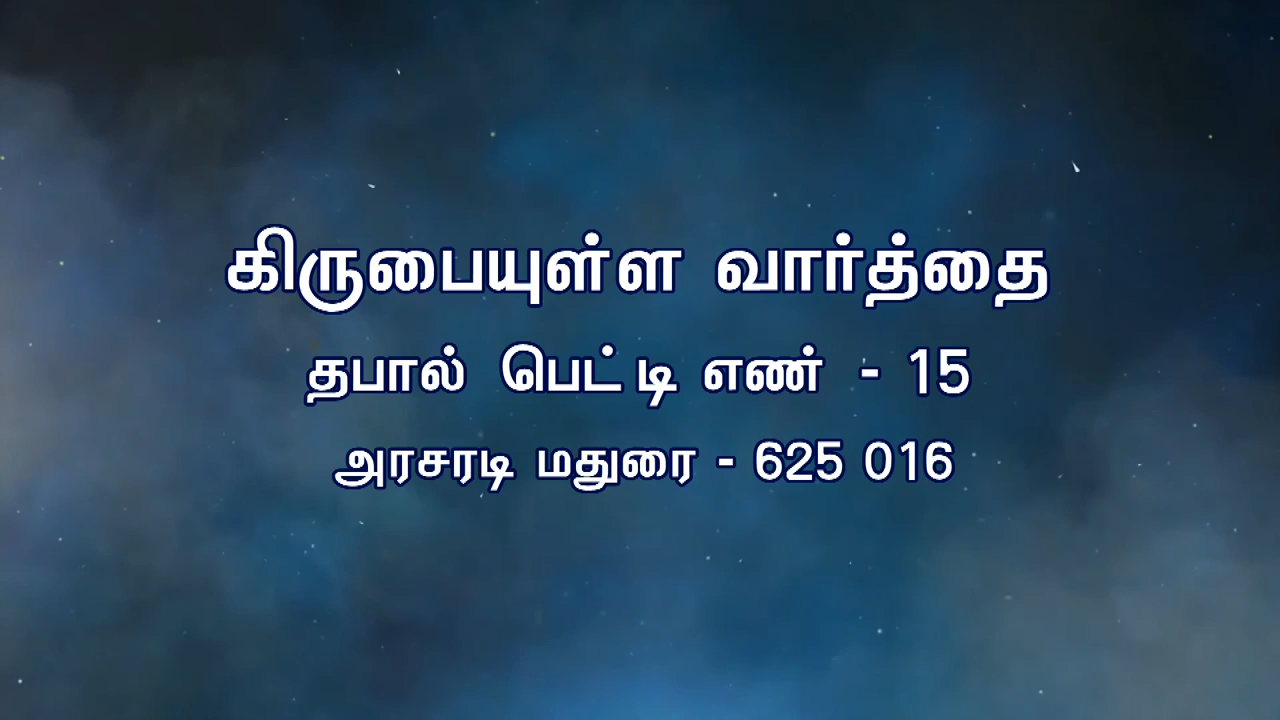 கிருபையுள்ள வார்த்தை
தபால் பெட்டி எண் - 15
அரசரடி மதுரை - 625 016